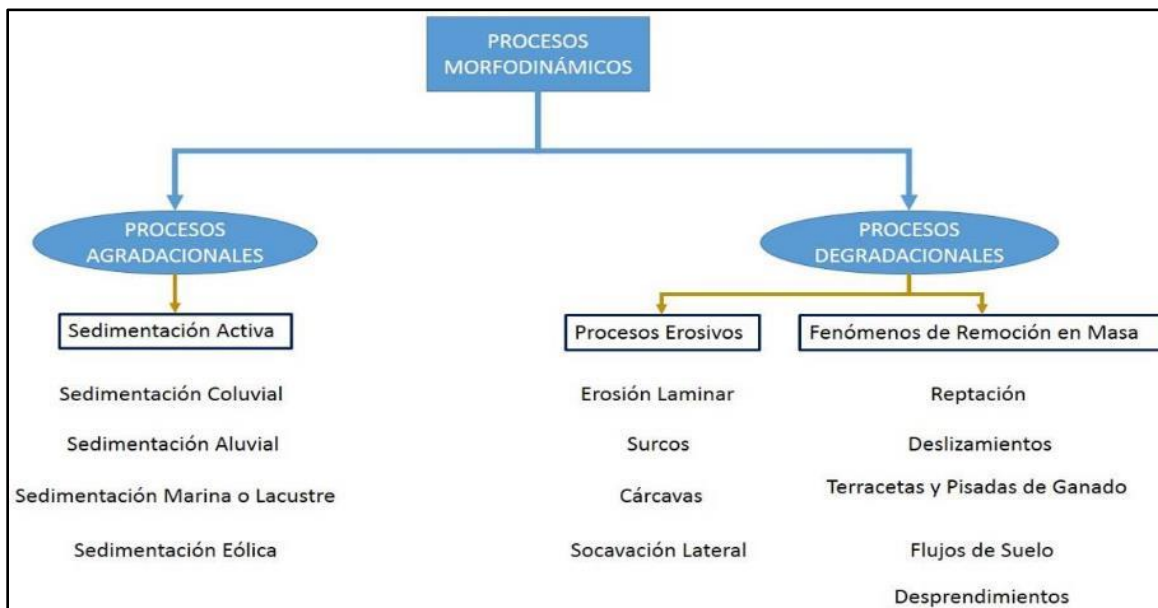 PROCESOS
MORFODINÁMICOS
PROCESOS
AGRADACIONALES
PROCESOS
DEGRADACIONALES
Sedimentación Activa
Procesos Erosivos
Fenómenos de Remoción en Masa
Sedimentación Coluvial
Sedimentación Aluvial
Sedimentación Marina o Lacustre
Sedimentación Eólica
Erosión Laminar
Surcos
Cárcavas
Socavación Lateral
Reptación
Deslizamientos
Terracetas y Pisadas de Ganado
Flujos de Suelo
Desprendimientos